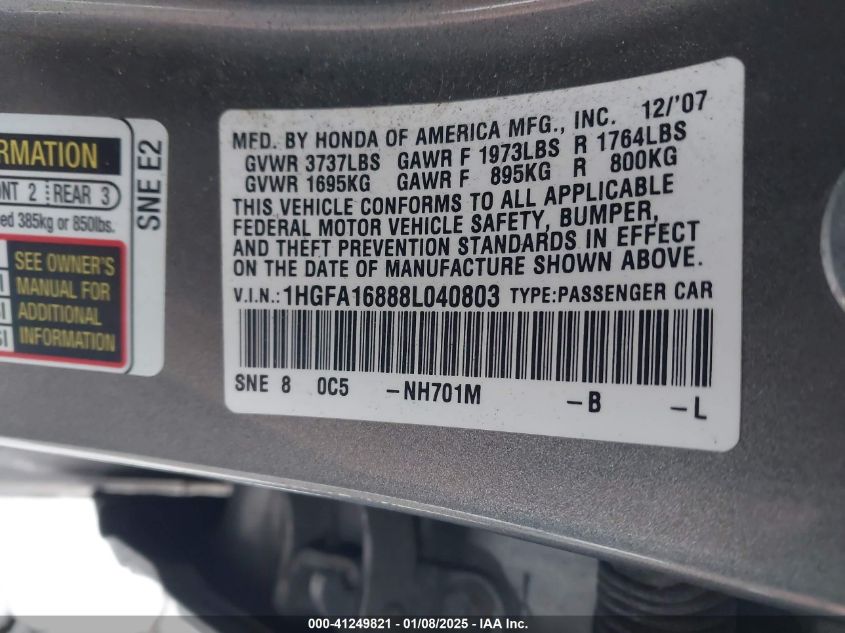 RMATION
ONT 2 REAR 3
ed 385kg or 850lbs.
SEE OWNER'S
MANUAL FOR
ADDITIONAL
INFORMATION
SNE E2
MFD. BY HONDA OF AMERICA MFG., INC. 12/'07
GVWR 3737LBS GAWR F 1973LBS R 1764LBS
GVWR 1695KG GAWR F 895KG R 800KG
THIS VEHICLE CONFORMS TO ALL APPLICABLE
FEDERAL MOTOR VEHICLE SAFETY, BUMPER,
AND THEFT PREVENTION STANDARDS IN EFFECT
ON THE DATE OF MANUFACTURE SHOWN ABOVE.
V.I.N.:1HGFA16888L040803 TYPE:PASSENGER CAR
SNE 8 0C5 -NH701M -B -L
000-41249821 - 01/08/2025 - IAA Inc.